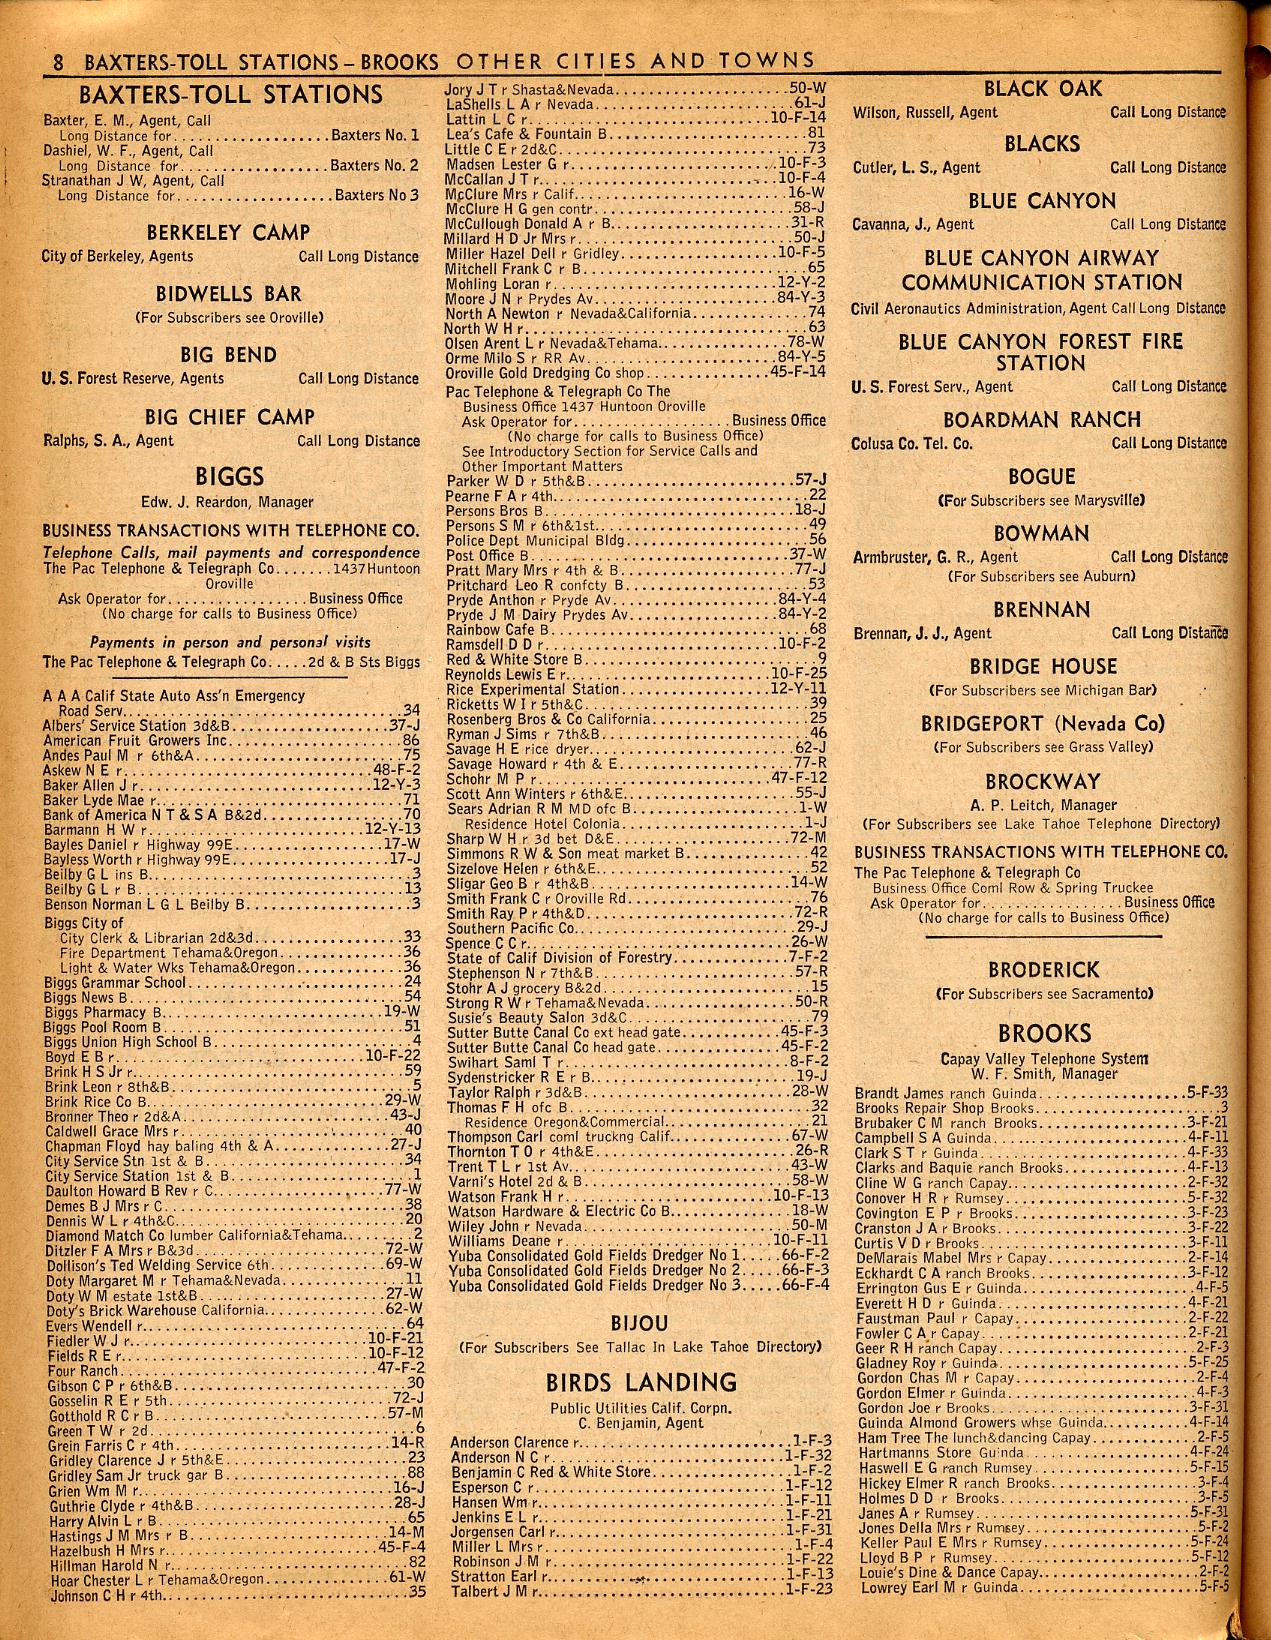 8 BAXTERS-TOLL STATIONS – BROOKS OTHER CITIES AND TOWNS
BAXTERS-TOLL STATIONS
Baxter, E. M., Agent, Call
Long Distance for..................Baxters No. 1
Dashiel, W. F., Agent, Call
Long Distance for..................Baxters No. 2
Stranathan J W, Agent, Call
Long Distance for..................Baxters No 3
BERKELEY CAMP
City of Berkeley, Agents Call Long Distance
BIDWELLS BAR
(For Subscribers see Oroville)
BIG BEND
U. S. Forest Reserve, Agents Call Long Distance
BIG CHIEF CAMP
Ralphs, S. A., Agent Call Long Distance
BIGGS
Edw. J. Reardon, Manager
BUSINESS TRANSACTIONS WITH TELEPHONE CO.
Telephone Calls, mail payments and correspondence
The Pac Telephone & Telegraph Co.......1437 Huntoon
Oroville
Ask Operator for................Business Office
(No charge for calls to Business Office)
Payments in person and personal visits
The Pac Telephone & Telegraph Co.....2d & B Sts Biggs
A A A Calif State Auto Ass'n Emergency
Road Serv..............................34
Albers' Service Station 3d&B..................37-J
American Fruit Growers Inc....................86
Andes Paul M r 6th&A.......................75
Askew N E r............................48-F-2
Baker Allen J r..........................12-Y-3
Baker Lyde Mae r...........................71
Bank of America N T & S A B&2d................70
Barmann H W r........................12-Y-13
Bayles Daniel r Highway 99E.................17-W
Bayless Worth r Highway 99E..................17-J
Beilby G L ins B.............................3
Beilby G L r B.............................13
Benson Norman L G L Beilby B..................3
Biggs City of
City Clerk & Librarian 2d&3d..................33
Fire Department Tehama&Oregon...............36
Light & Water Wks Tehama&Oregon.............36
Biggs Grammar School........................24
Biggs News B...............................54
Biggs Pharmacy B.........................19-W
Biggs Pool Room B...........................51
Biggs Union High School B.....................4
Boyd E B r............................10-F-22
Brink H S Jr r..............................59
Brink Leon r 8th&B..........................5
Brink Rice Co B..........................29-W
Bronner Theo r 2d&A.......................43-J
Caldwell Grace Mrs r.........................40
Chapman Floyd hay baling 4th & A..............27-J
City Service Stn 1st & B......................34
City Service Station 1st & B....................1
Daulton Howard B Rev r C..................77-W
Demes B J Mrs r C..........................38
Dennis W L r 4th&C.........................20
Diamond Match Co lumber California&Tehama.........2
Ditzler F A Mrs r B&3d.....................72-W
Dollison's Ted Welding Service 6th............69-W
Doty Margaret M r Tehama&Nevada..............11
Doty W M estate 1st&B.....................27-W
Doty's Brick Warehouse California.............62-W
Evers Wendell r.............................64
Fiedler W J r..........................10-F-21
Fields R E r...........................10-F-12
Four Ranch............................47-F-2
Gibson C P r 6th&B.........................30
Gosselin R E r 5th.........................72-J
Gotthold R C r B.........................57-M
Green T W r 2d..............................6
Grein Farris C r 4th.......................14-R
Gridley Clarence J r 5th&E....................23
Gridley Sam Jr truck gar B....................88
Grien Wm M r............................16-J
Guthrie Clyde r 4th&B.....................28-J
Harry Alvin L r B...........................65
Hastings J M Mrs r B.....................14-M
Hazelbush H Mrs r.......................45-F-4
Hillman Harold N r..........................82
Hoar Chester L r Tehama&Oregon.............61-W
Johnson C H r 4th..........................35
Jory J T r Shasta&Nevada..................50-W
LaShells L A r Nevada.....................61-J
Lattin L C r...........................10-F-14
Lea's Cafe & Fountain B.......................81
Little C E r 2d&C............................73
Madsen Lester G r.......................10-F-3
McCallan J T r..........................10-F-4
McClure Mrs r Calif.......................16-W
McClure H G gen contr.....................58-J
McCullough Donald A r B...................31-R
Millard H D Jr Mrs r.......................50-J
Miller Hazel Dell r Gridley.................10-F-5
Mitchell Frank C r B.........................65
Mohling Loran r.........................12-Y-2
Moore J N r Prydes Av....................84-Y-3
North A Newton r Nevada&California.............74
North W H r...............................63
Olsen Arent L r Nevada&Tehama.............78-W
Orme Milo S r RR Av.....................84-Y-5
Oroville Gold Dredging Co shop............45-F-14
Pac Telephone & Telegraph Co The
Business Office 1437 Huntoon Oroville
Ask Operator for..................Business Office
(No charge for calls to Business Office)
See Introductory Section for Service Calls and
Other Important Matters
Parker W D r 5th&B.......................57-J
Pearne F A r 4th............................22
Persons Bros B...........................18-J
Persons S M r 6th&1st........................49
Police Dept Municipal Bldg....................56
Post Office B............................37-W
Pratt Mary Mrs r 4th & B...................77-J
Pritchard Leo R confcty B.....................53
Pryde Anthon r Pryde Av..................84-Y-4
Pryde J M Dairy Prydes Av................84-Y-2
Rainbow Cafe B.............................68
Ramsdell D D r.........................10-F-2
Red & White Store B..........................9
Reynolds Lewis E r.....................10-F-25
Rice Experimental Station................12-Y-11
Ricketts W I r 5th&C........................39
Rosenberg Bros & Co California................25
Ryman J Sims r 7th&B.......................46
Savage H E rice dryer......................62-J
Savage Howard r 4th & E..................77-R
Schohr M P r..........................47-F-12
Scott Ann Winters r 6th&E..................55-J
Sears Adrian R M MD ofc B..................1-W
Residence Hotel Colonia.....................1-J
Sharp W H r 3d bet D&E..................72-M
Simmons R W & Son meat market B............42
Sizelove Helen r 6th&E......................52
Sligar Geo B r 4th&B.....................14-W
Smith Frank C r Oroville Rd...................76
Smith Ray P r 4th&D.....................72-R
Southern Pacific Co........................29-J
Spence C C r............................26-W
State of Calif Division of Forestry............7-F-2
Stephenson N r 7th&B.....................57-R
Stohr A J grocery B&2d......................15
Strong R W r Tehama&Nevada..............50-R
Susie's Beauty Salon 3d&C....................79
Sutter Butte Canal Co ext head gate..........45-F-3
Sutter Butte Canal Co head gate.............45-F-2
Swihart Saml T r.........................8-F-2
Sydenstricker R E r B......................19-J
Taylor Ralph r 3d&B......................28-W
Thomas F H ofc B..........................32
Residence Oregon&Commercial................21
Thompson Carl coml truckng Calif............67-W
Thornton T O r 4th&E....................26-R
Trent T L r 1st Av.......................43-W
Varni's Hotel 2d & B.....................58-W
Watson Frank H r......................10-F-13
Watson Hardware & Electric Co B............18-W
Wiley John r Nevada.....................50-M
Williams Deane r.......................10-F-11
Yuba Consolidated Gold Fields Dredger No 1.....66-F-2
Yuba Consolidated Gold Fields Dredger No 2.....66-F-3
Yuba Consolidated Gold Fields Dredger No 3.....66-F-4
BIJOU
(For Subscribers See Tallac In Lake Tahoe Directory)
BIRDS LANDING
Public Utilities Calif. Corpn.
C. Benjamin, Agent
Anderson Clarence r.......................1-F-3
Anderson N C r.........................1-F-32
Benjamin C Red & White Store...............1-F-2
Esperson C r...........................1-F-12
Hansen Wm r..........................1-F-11
Jenkins E L r..........................1-F-21
Jorgensen Carl r........................1-F-31
Miller L Mrs r...........................1-F-4
Robinson J M r.........................1-F-22
Stratton Earl r.........................1-F-13
Talbert J M r..........................1-F-23
BLACK OAK
Wilson, Russell, Agent Call Long Distance
BLACKS
Cutler, L. S., Agent Call Long Distance
BLUE CANYON
Cavanna, J., Agent Call Long Distance
BLUE CANYON AIRWAY
COMMUNICATION STATION
Civil Aeronautics Administration, Agent Call Long Distance
BLUE CANYON FOREST FIRE
STATION
U. S. Forest Serv., Agent Call Long Distance
BOARDMAN RANCH
Colusa Co. Tel. Co. Call Long Distance
BOGUE
(For Subscribers see Marysville)
BOWMAN
Armbruster, G. R., Agent Call Long Distance
(For Subscribers see Auburn)
BRENNAN
Brennan, J. J., Agent Call Long Distance
BRIDGE HOUSE
(For Subscribers see Michigan Bar)
BRIDGEPORT (Nevada Co)
(For Subscribers see Grass Valley)
BROCKWAY
A. P. Leitch, Manager
(For Subscribers see Lake Tahoe Telephone Directory)
BUSINESS TRANSACTIONS WITH TELEPHONE CO.
The Pac Telephone & Telegraph Co
Business Office Coml Row & Spring Truckee
Ask Operator for................Business Office
(No charge for calls to Business Office)
BRODERICK
(For Subscribers see Sacramento)
BROOKS
Capay Valley Telephone System
W. F. Smith, Manager
Brandt James ranch Guinda.................5-F-33
Brooks Repair Shop Brooks.....................3
Brubaker C M ranch Brooks................3-F-21
Campbell S A Guinda.....................4-F-11
Clark S T r Guinda......................4-F-33
Clarks and Baquie ranch Brooks.............4-F-13
Cline W G ranch Capay...................2-F-32
Conover H R r Rumsey...................5-F-32
Covington E P r Brooks...................3-F-23
Cranston J A r Brooks....................3-F-22
Curtis V D r Brooks.....................3-F-11
DeMarais Mabel Mrs r Capay...............2-F-14
Eckhardt C A ranch Brooks................3-F-12
Errington Gus E r Guinda..................4-F-5
Everett H D r Guinda....................4-F-21
Faustman Paul r Capay...................2-F-22
Fowler C A r Capay.....................2-F-21
Geer R H ranch Capay....................2-F-3
Gladney Roy r Guinda....................5-F-25
Gordon Chas M r Capay...................2-F-4
Gordon Elmer r Guinda...................4-F-3
Gordon Joe r Brooks.....................3-F-31
Guinda Almond Growers whse Guinda.........4-F-14
Ham Tree The lunch&dancing Capay...........2-F-5
Hartmanns Store Guinda..................4-F-24
Haswell E G ranch Rumsey................5-F-15
Hickey Elmer R ranch Brooks...............3-F-4
Holmes D D r Brooks....................3-F-5
Janes A r Rumsey......................5-F-31
Jones Della Mrs r Rumsey.................5-F-2
Keller Paul E Mrs r Rumsey...............5-F-24
Lloyd B P r Rumsey....................5-F-12
Louie's Dine & Dance Capay................2-F-2
Lowrey Earl M r Guinda..................5-F-5